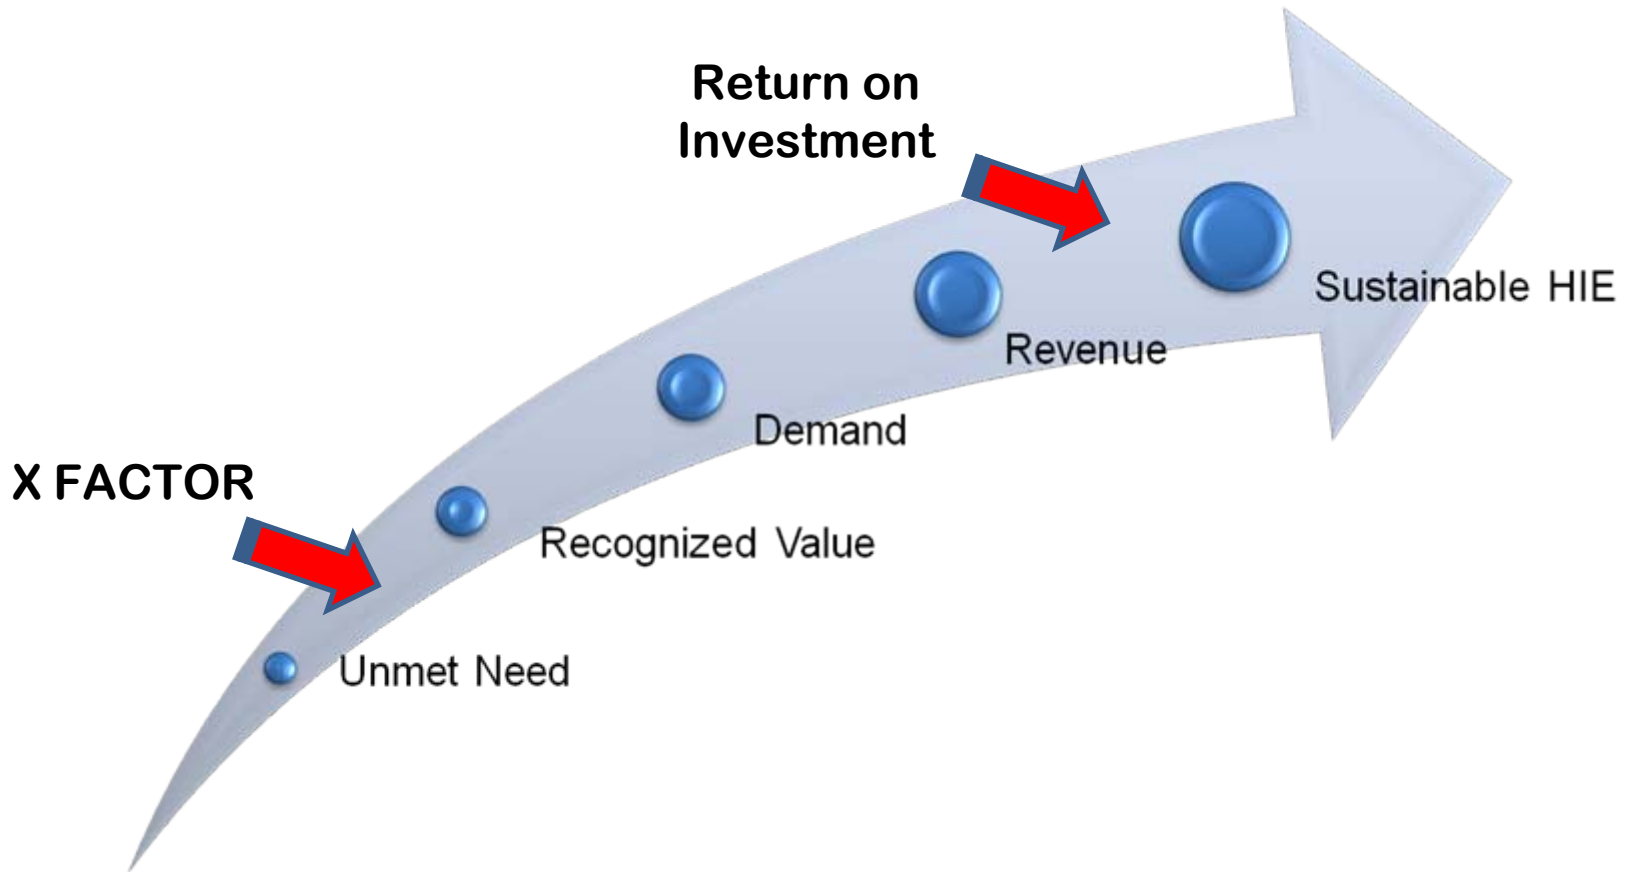 Return on
Investment
Sustainable HIE
Revenue
Demand
X FACTOR
Recognized Value
Unmet Need